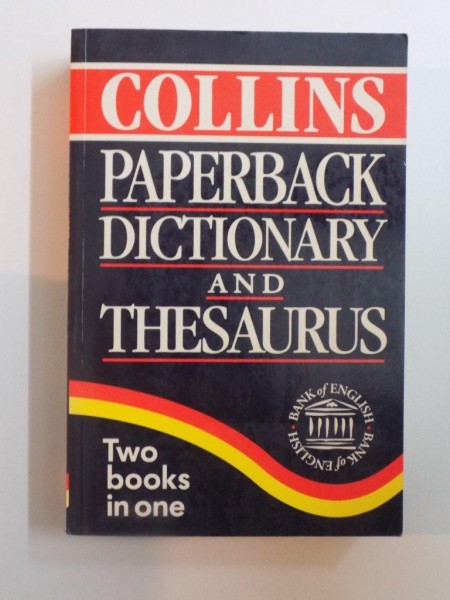 COLLINS
PAPERBACK
DICTIONARY
AND
THESAURUS
BANK of ENGLISH · BANK of ENGLISH ·
Two
books
in one